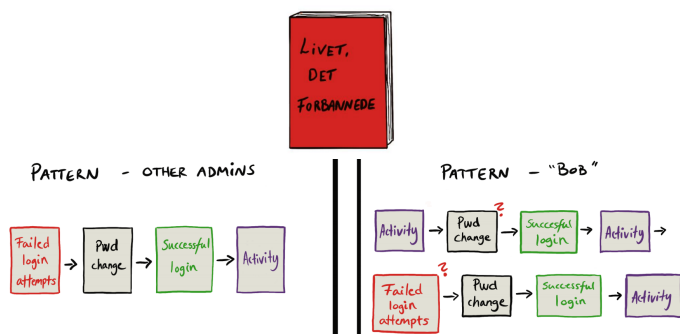 LIVET,
DET
FORBANNEDE
PATTERN - OTHER ADMINS
Failed
login
attempts
Pwd
change
Successful
login
Activity
PATTERN - "BOB"
Activity
Pwd
change
?
Succesful
login
Activity
Failed
login
attempts
?
Pwd
change
Successful
login
Activity